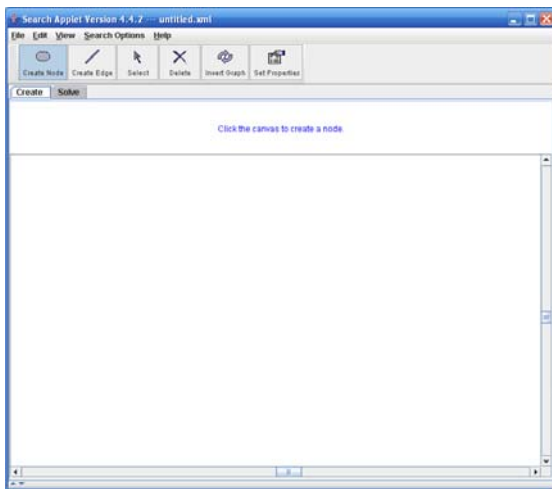 Search Applet Version 4.4.2 --- untitled.xml
File Edit View Search Options Help
Create Node Create Edge Select Delete Invert Graph Set Properties
Create Solve
Click the canvas to create a node.